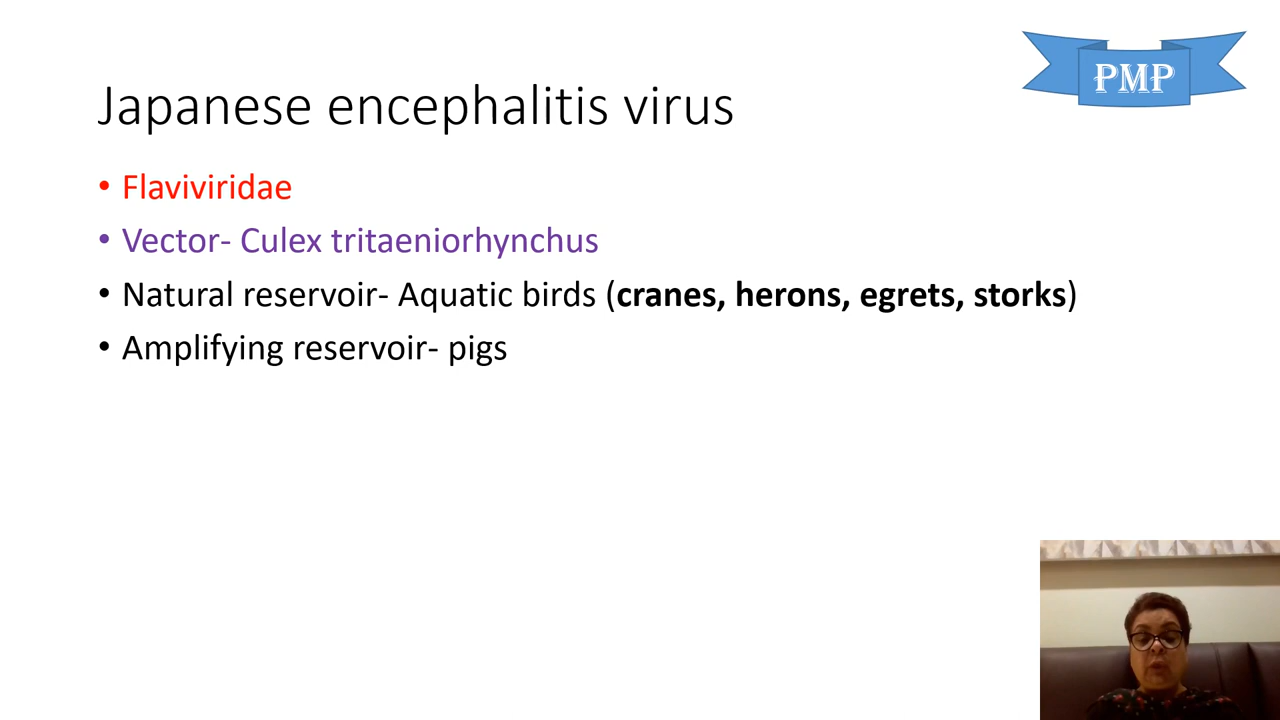 PMP
Japanese encephalitis virus
• Flaviviridae
• Vector- Culex tritaeniorhynchus
• Natural reservoir- Aquatic birds (cranes, herons, egrets, storks)
• Amplifying reservoir- pigs